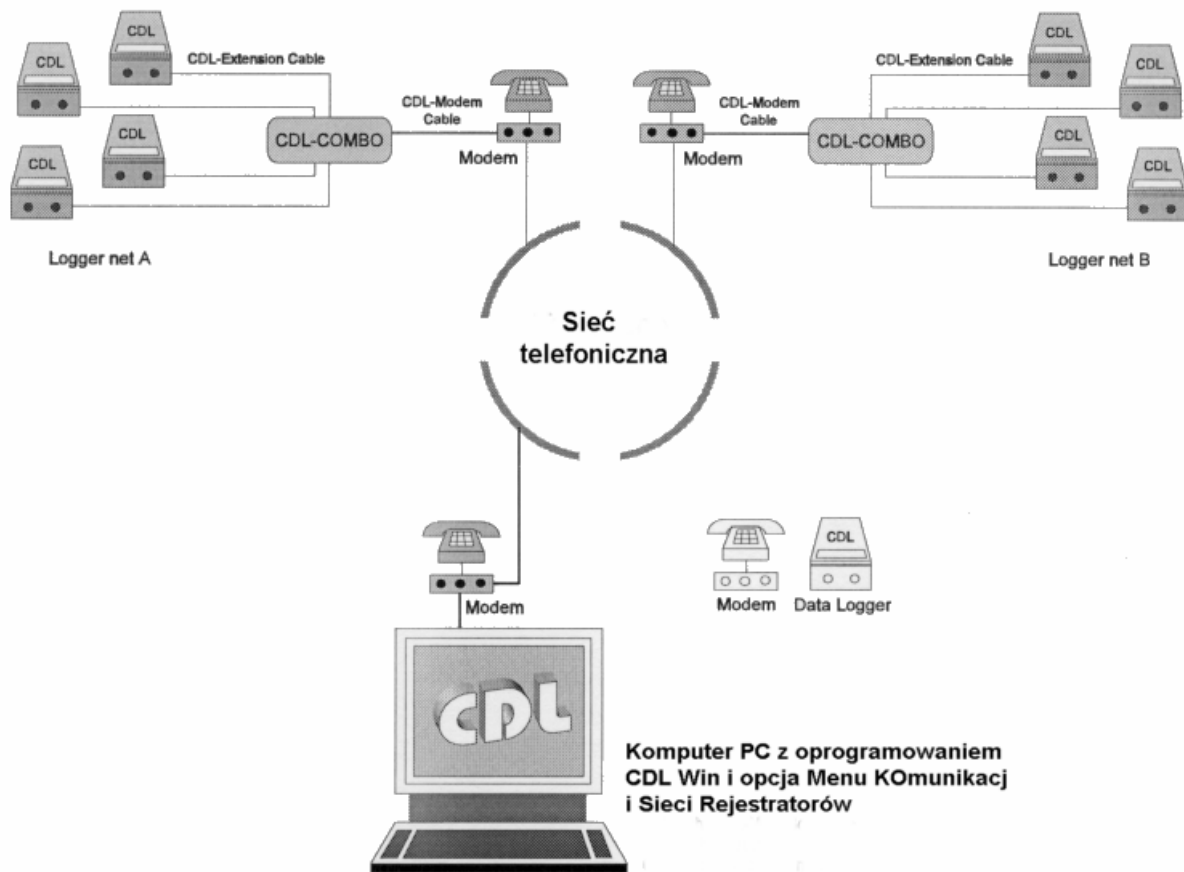 CDL
CDL
CDL-Extension Cable
CDL
CDL
CDL-COMBO
CDL-Modem
Cable
Modem
Logger net A
CDL
CDL
CDL-Extension Cable
CDL
CDL
CDL-COMBO
CDL-Modem
Cable
Modem
Logger net B
Sieć
telefoniczna
Modem
CDL
Modem
CDL
Data Logger
Komputer PC z oprogramowaniem
CDL Win i opcja Menu KOmunikacj
i Sieci Rejestratorów